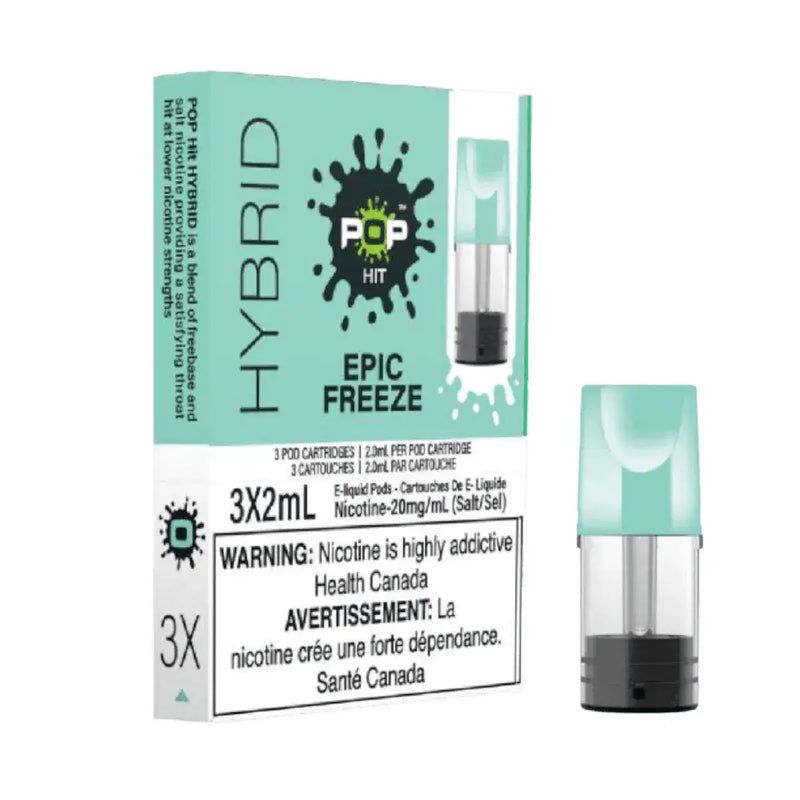 POP Hit HYBRID is a blend of freebase and
salt nicotine providing a satisfying throat
hit at lower nicotine strengths
HYBRID
POP™
HIT
EPIC
FREEZE
3 POD CARTRIDGES | 2.0mL PER POD CARTRIDGE
3 CARTOUCHES | 2.0mL PAR CARTOUCHE
3X2mL
E-liquid Pods - Cartouches De E- Liquide
Nicotine-20mg/mL (Salt/Sel)
3X
WARNING: Nicotine is highly addictive
Health Canada
AVERTISSEMENT: La
nicotine crée une forte dépendance.
Santé Canada